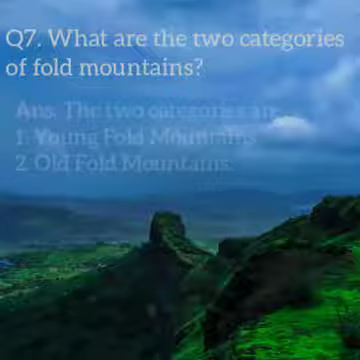 Q7. What are the two categories
of fold mountains?
Ans. The two categories are
1. Young Fold Mountains
2. Old Fold Mountains